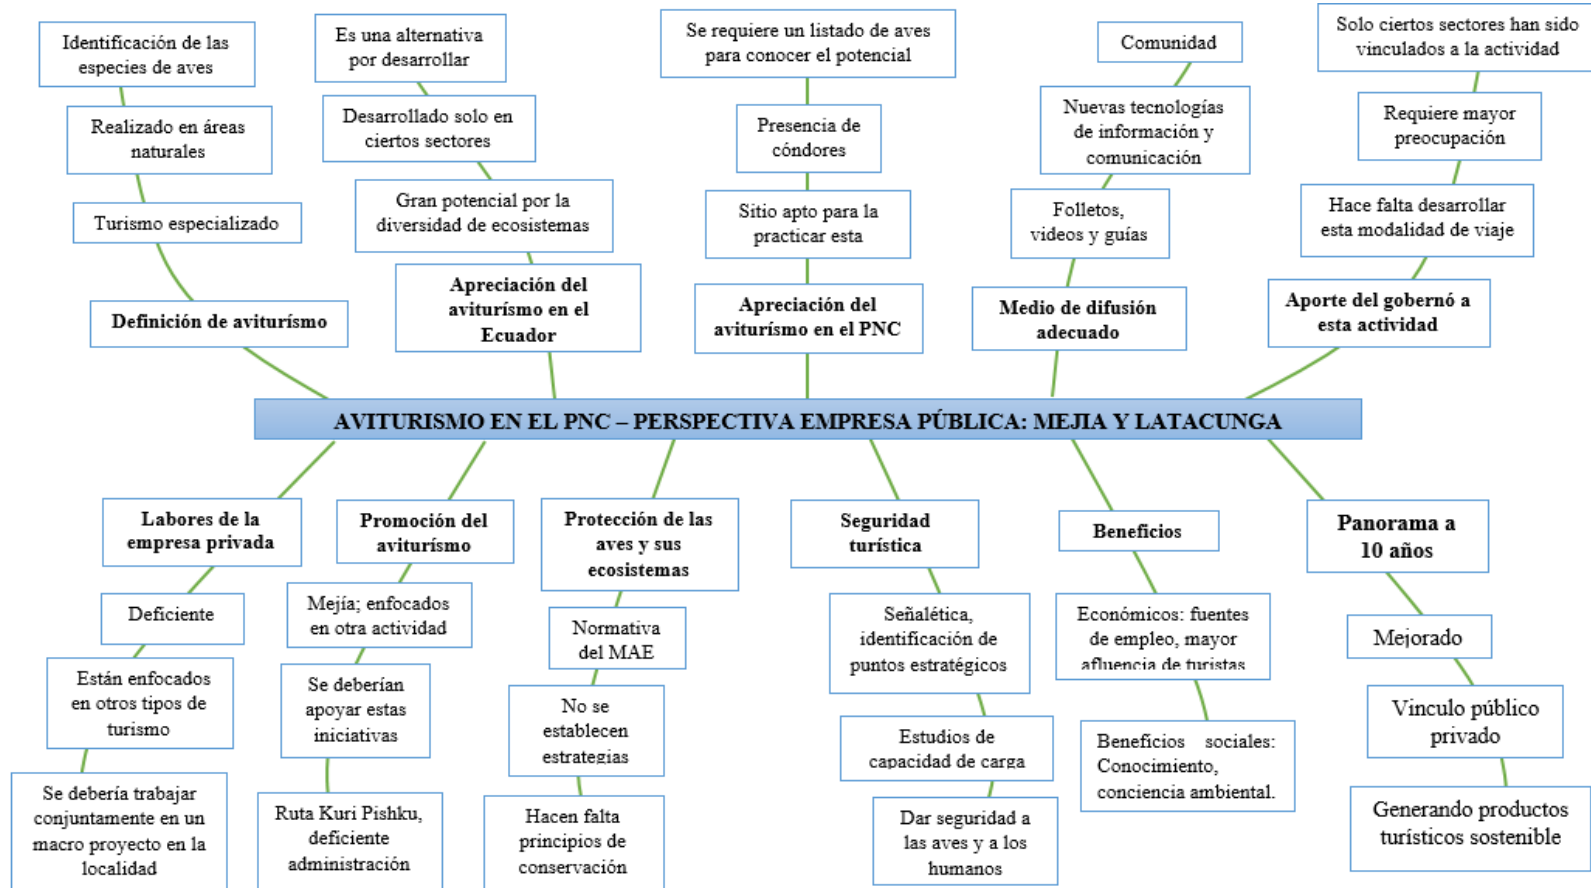 Identificación de las
especies de aves
Realizado en áreas
naturales
Turismo especializado
Definición de aviturísmo
Es una alternativa
por desarrollar
Desarrollado solo en
ciertos sectores
Gran potencial por la
diversidad de ecosistemas
Apreciación del
aviturísmo en el
Ecuador
Se requiere un listado de aves
para conocer el potencial
Presencia de
cóndores
Sitio apto para la
practicar esta
Apreciación del
aviturísmo en el PNC
Comunidad
Nuevas tecnologías
de información y
comunicación
Folletos,
videos y guías
Medio de difusión
adecuado
Solo ciertos sectores han sido
vinculados a la actividad
Requiere mayor
preocupación
Hace falta desarrollar
esta modalidad de viaje
Aporte del gobernó a
esta actividad
AVITURISMO EN EL PNC – PERSPECTIVA EMPRESA PÚBLICA: MEJIA Y LATACUNGA
Labores de la
empresa privada
Deficiente
Están enfocados
en otros tipos de
turismo
Se debería trabajar
conjuntamente en un
macro proyecto en la
localidad
Promoción del
aviturísmo
Mejía; enfocados
en otra actividad
Se deberían
apoyar estas
iniciativas
Ruta Kuri Pishku,
deficiente
administración
Protección de las
aves y sus
ecosistemas
Normativa
del MAE
No se
establecen
estrategias
Hacen falta
principios de
conservación
Seguridad
turística
Señalética,
identificación de
puntos estratégicos
Estudios de
capacidad de carga
Dar seguridad a
las aves y a los
humanos
Beneficios
Económicos: fuentes
de empleo, mayor
afluencia de turistas
Beneficios sociales:
Conocimiento,
conciencia ambiental.
Panorama a
10 años
Mejorado
Vinculo público
privado
Generando productos
turísticos sostenible